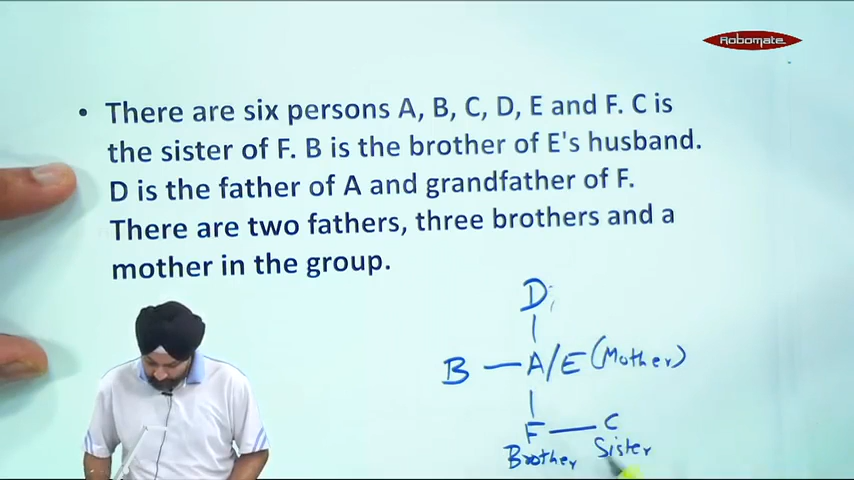 Robomate
• There are six persons A, B, C, D, E and F. C is
the sister of F. B is the brother of E's husband.
D is the father of A and grandfather of F.
There are two fathers, three brothers and a
mother in the group.
D
B — A/E (Mother)
F — C
Brother Sister